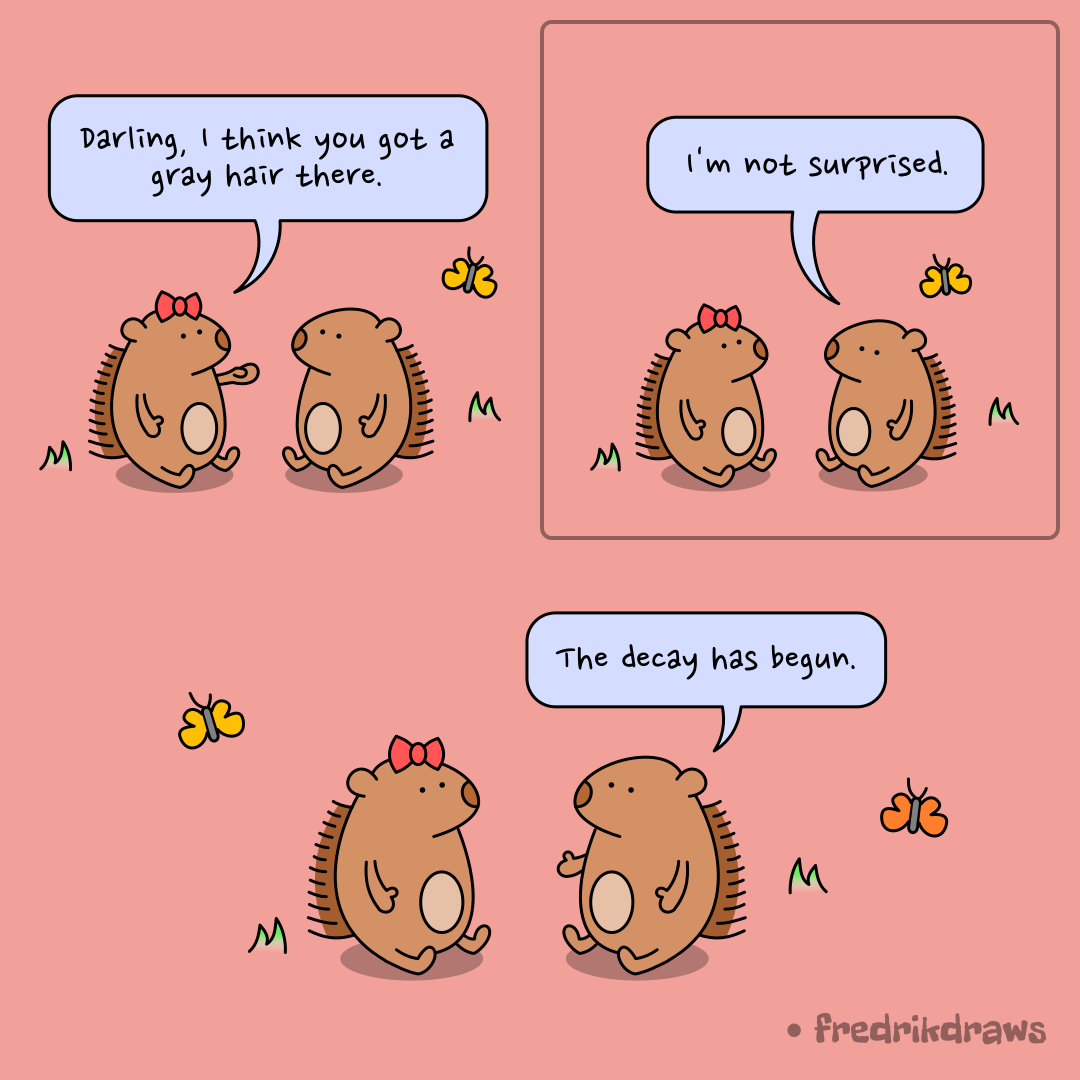 Darling, I think you got a
gray hair there.
I'm not surprised.
The decay has begun.
• fredrikdraws